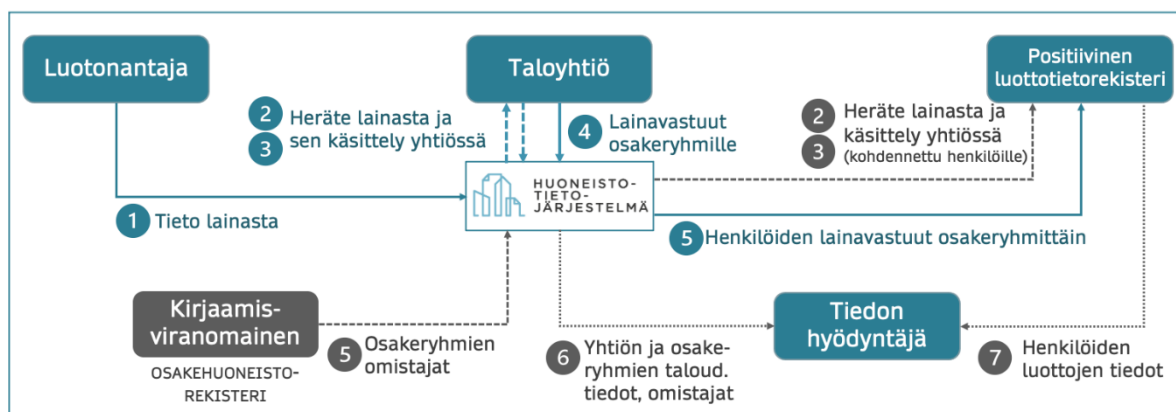 Luotonantaja
Taloyhtiö
Positiivinen
luottotietorekisteri
2
3
Heräte lainasta ja
sen käsittely yhtiössä
4
Lainavastuut
osakeryhmille
2
3
Heräte lainasta ja
käsittely yhtiössä
(kohdennettu henkilöille)
HUONEISTO-
TIETO-
JÄRJESTELMÄ
1 Tieto lainasta
5 Henkilöiden lainavastuut osakeryhmittäin
Kirjaamis-
viranomainen
OSAKEHUONEISTO-
REKISTERI
5 Osakeryhmien
omistajat
6 Yhtiön ja osake-
ryhmien taloud.
tiedot, omistajat
Tiedon
hyödyntäjä
7 Henkilöiden
luottojen tiedot